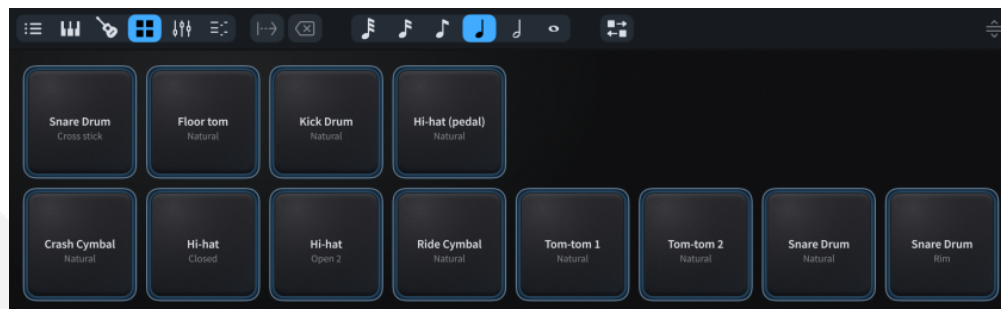 Snare Drum
Cross stick
Floor tom
Natural
Kick Drum
Natural
Hi-hat (pedal)
Natural
Crash Cymbal
Natural
Hi-hat
Closed
Hi-hat
Open 2
Ride Cymbal
Natural
Tom-tom 1
Natural
Tom-tom 2
Natural
Snare Drum
Natural
Snare Drum
Rim